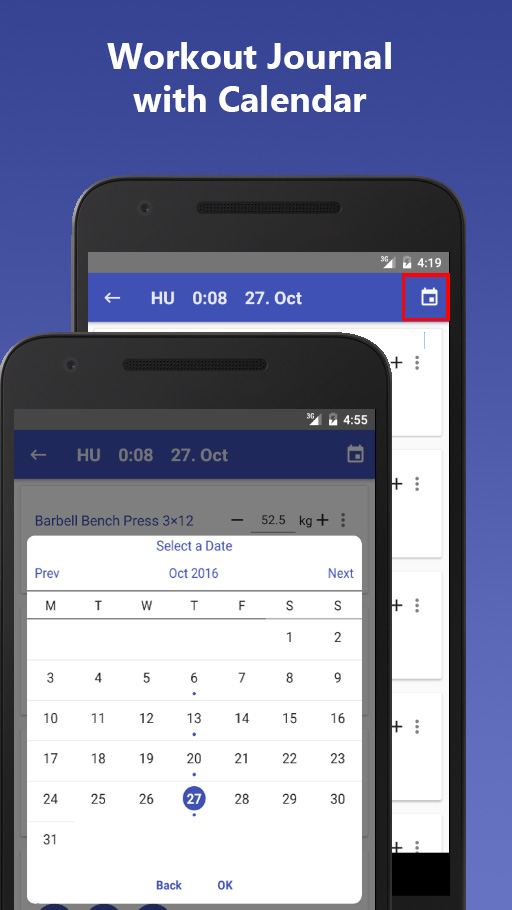 Workout Journal
with Calendar
3G 4:19
← HU 0:08 27. Oct
+
+
+
+
+
3G 4:55
← HU 0:08 27. Oct
Barbell Bench Press 3×12 − 52.5 kg +
Select a Date
Prev Oct 2016 Next
M T W T F S S
1 2
3 4 5 6 7 8 9
10 11 12 13 14 15 16
17 18 19 20 21 22 23
24 25 26 27 28 29 30
31
Back OK